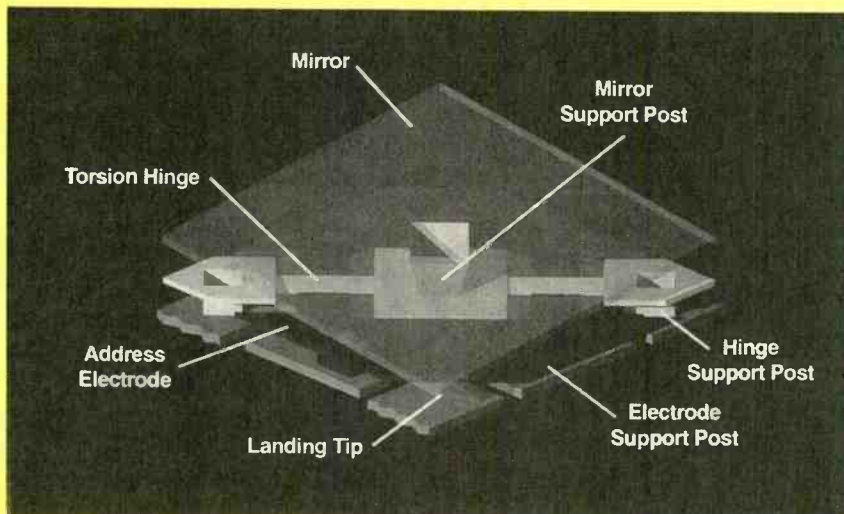 Mirror
Mirror
Support Post
Torsion Hinge
Address
Electrode
Hinge
Support Post
Electrode
Support Post
Landing Tip